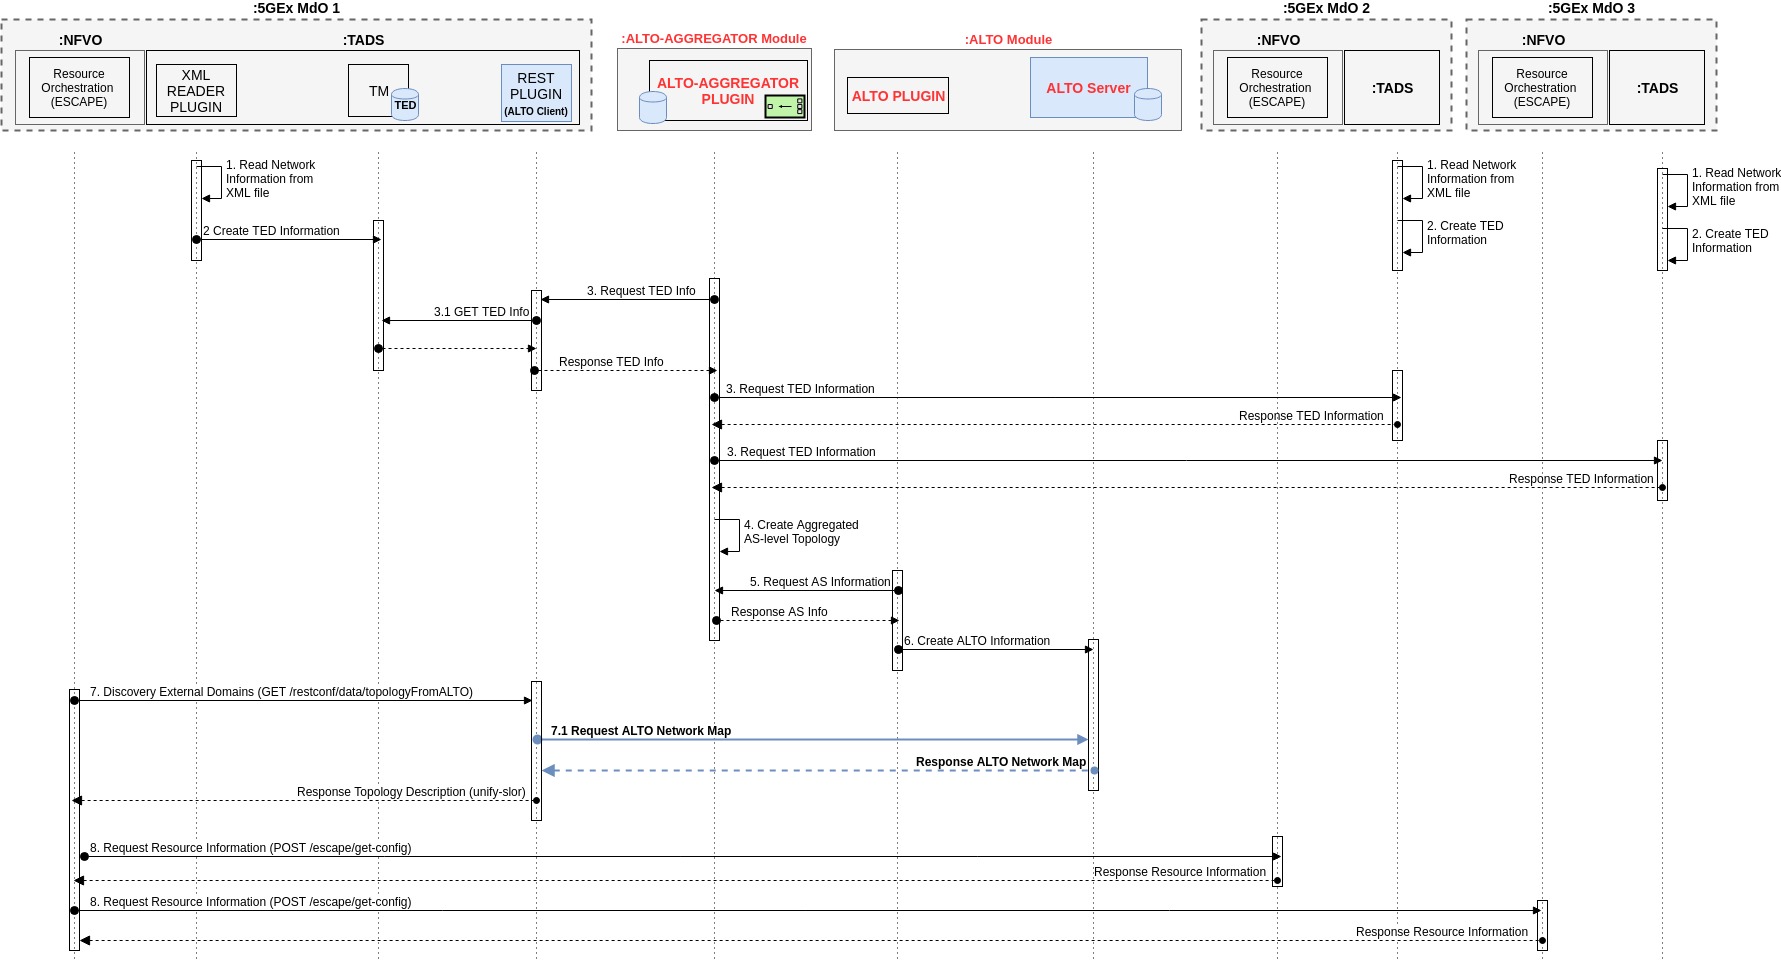 :5GEx MdO 1
:5GEx MdO 2
:5GEx MdO 3
:NFVO
:TADS
:ALTO-AGGREGATOR Module
:ALTO Module
:NFVO
:NFVO
Resource
Orchestration
(ESCAPE)
XML
READER
PLUGIN
TM
TED
REST
PLUGIN
(ALTO Client)
ALTO-AGGREGATOR
PLUGIN
ALTO PLUGIN
ALTO Server
Resource
Orchestration
(ESCAPE)
:TADS
Resource
Orchestration
(ESCAPE)
:TADS
1. Read Network
Information from
XML file
1. Read Network
Information from
XML file
1. Read Network
Information from
XML file
2 Create TED Information
2. Create TED
Information
2. Create TED
Information
3. Request TED Info
3.1 GET TED Info
Response TED Info
3. Request TED Information
Response TED Information
3. Request TED Information
Response TED Information
4. Create Aggregated
AS-level Topology
5. Request AS Information
Response AS Info
6. Create ALTO Information
7. Discovery External Domains (GET /restconf/data/topologyFromALTO)
7.1 Request ALTO Network Map
Response ALTO Network Map
Response Topology Description (unify-slor)
8. Request Resource Information (POST /escape/get-config)
Response Resource Information
8. Request Resource Information (POST /escape/get-config)
Response Resource Information